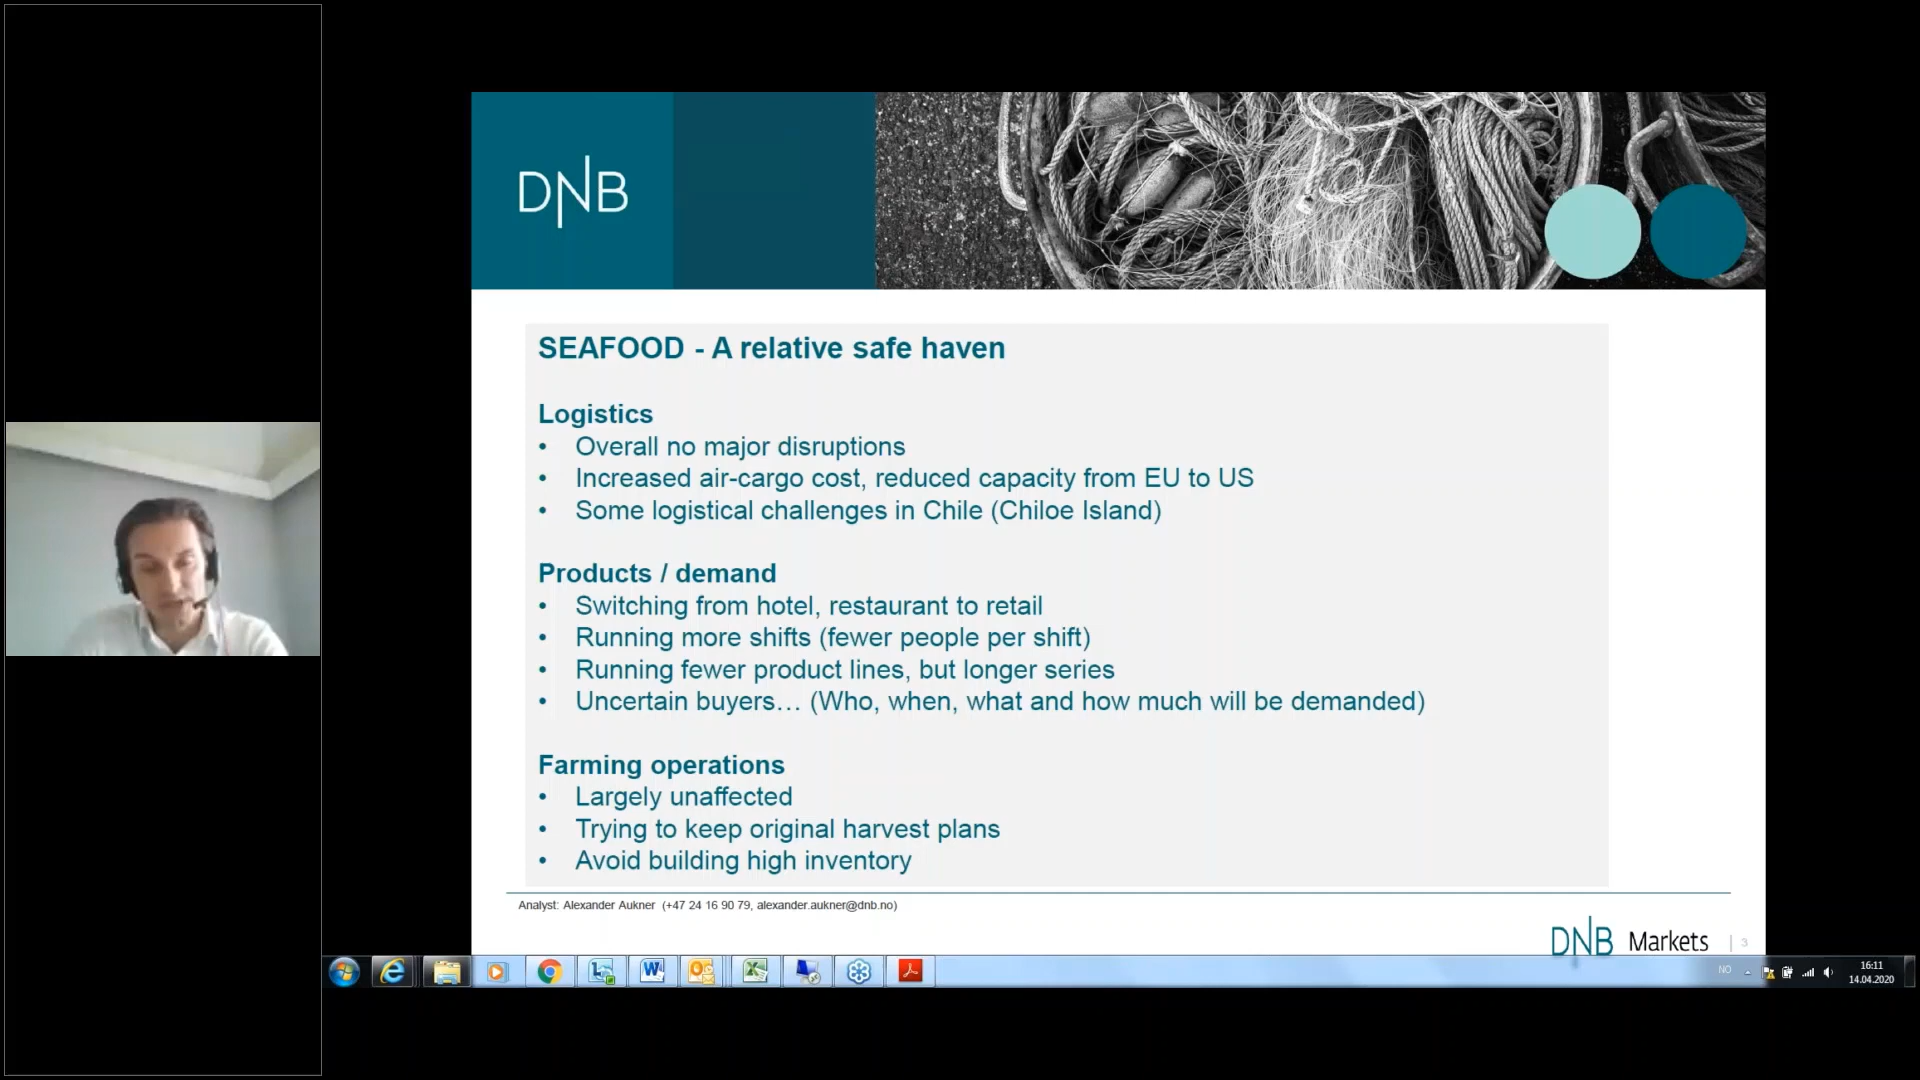 DNB
SEAFOOD - A relative safe haven
Logistics
• Overall no major disruptions
• Increased air-cargo cost, reduced capacity from EU to US
• Some logistical challenges in Chile (Chiloe Island)
Products / demand
• Switching from hotel, restaurant to retail
• Running more shifts (fewer people per shift)
• Running fewer product lines, but longer series
• Uncertain buyers… (Who, when, what and how much will be demanded)
Farming operations
• Largely unaffected
• Trying to keep original harvest plans
• Avoid building high inventory
Analyst: Alexander Aukner (+47 24 16 90 79, alexander.aukner@dnb.no)
DNB Markets | 3
NO
16:11
14.04.2020